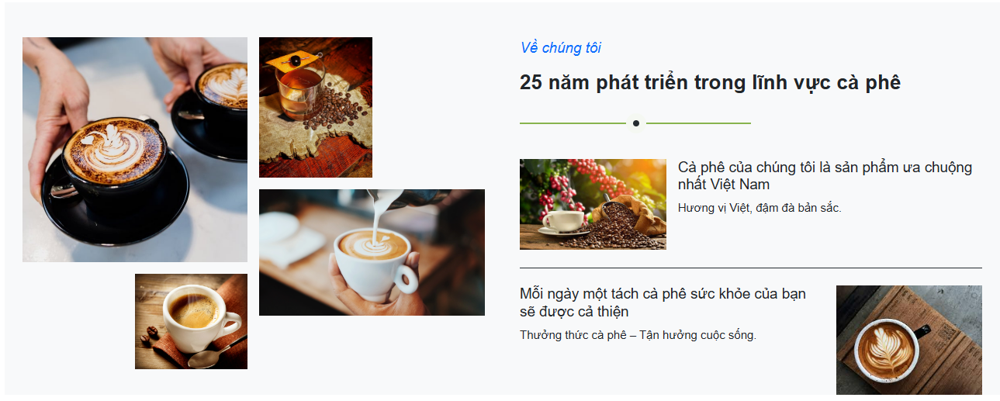 Về chúng tôi
25 năm phát triển trong lĩnh vực cà phê
Cà phê của chúng tôi là sản phẩm ưa chuộng
nhất Việt Nam
Hương vị Việt, đậm đà bản sắc.
Mỗi ngày một tách cà phê sức khỏe của bạn
sẽ được cả thiện
Thưởng thức cà phê – Tận hưởng cuộc sống.